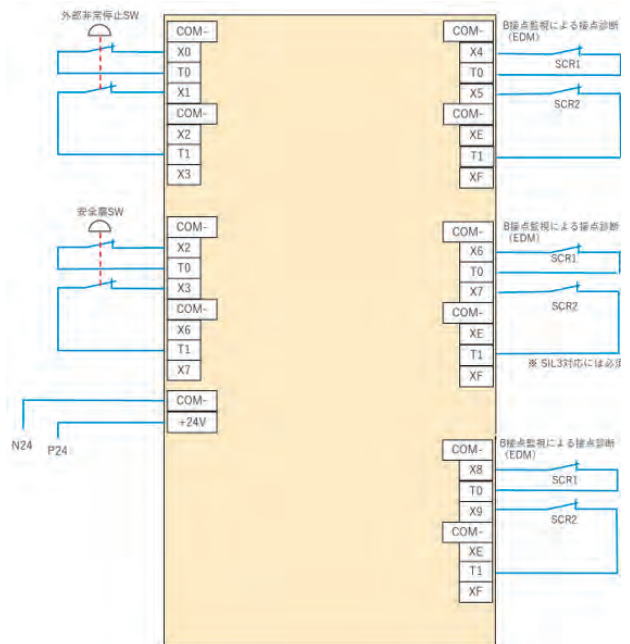 外部非常停止SW
COM-
X0
T0
X1
COM-
X2
T1
X3
安全扉SW
COM-
X2
T0
X3
COM-
X6
T1
X7
COM-
+24V
N24
P24
B接点監視による接点診断
（EDM）
COM-
X4
T0
X5
COM-
XE
T1
XF
SCR1
SCR2
B接点監視による接点診断
（EDM）
COM-
X6
T0
X7
COM-
XE
T1
XF
SCR1
SCR2
※ SIL3対応には必須
B接点監視による接点診断
（EDM）
COM-
X8
T0
X9
COM-
XE
T1
XF
SCR1
SCR2